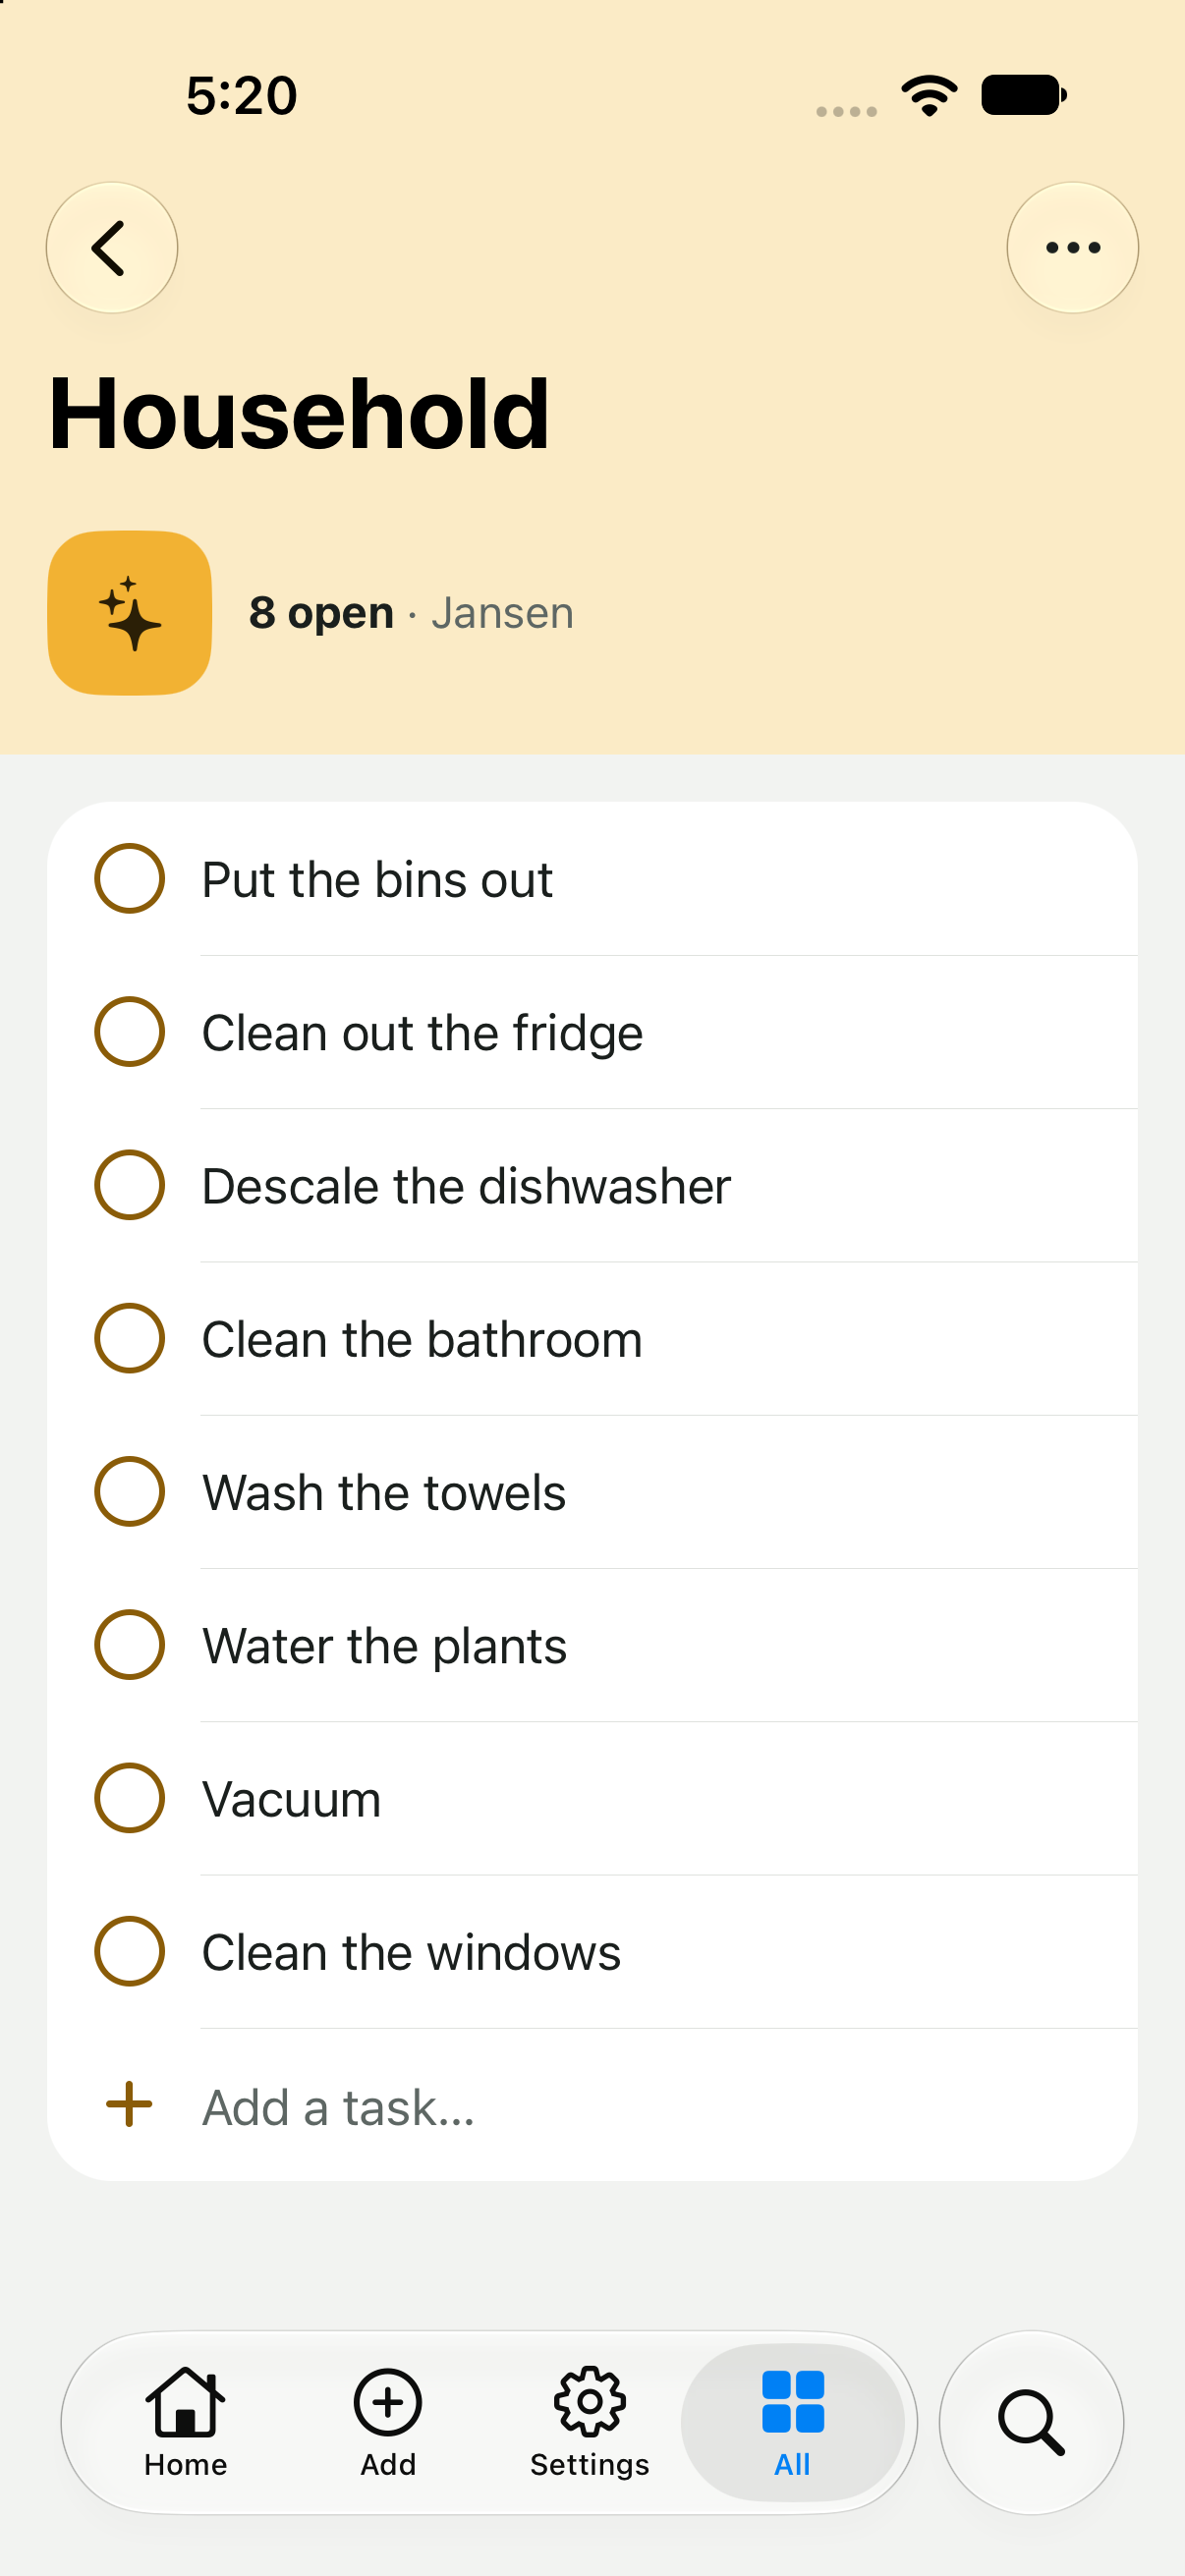 5:20
Household
8 open · Jansen
Put the bins out
Clean out the fridge
Descale the dishwasher
Clean the bathroom
Wash the towels
Water the plants
Vacuum
Clean the windows
Add a task...
Home
Add
Settings
All